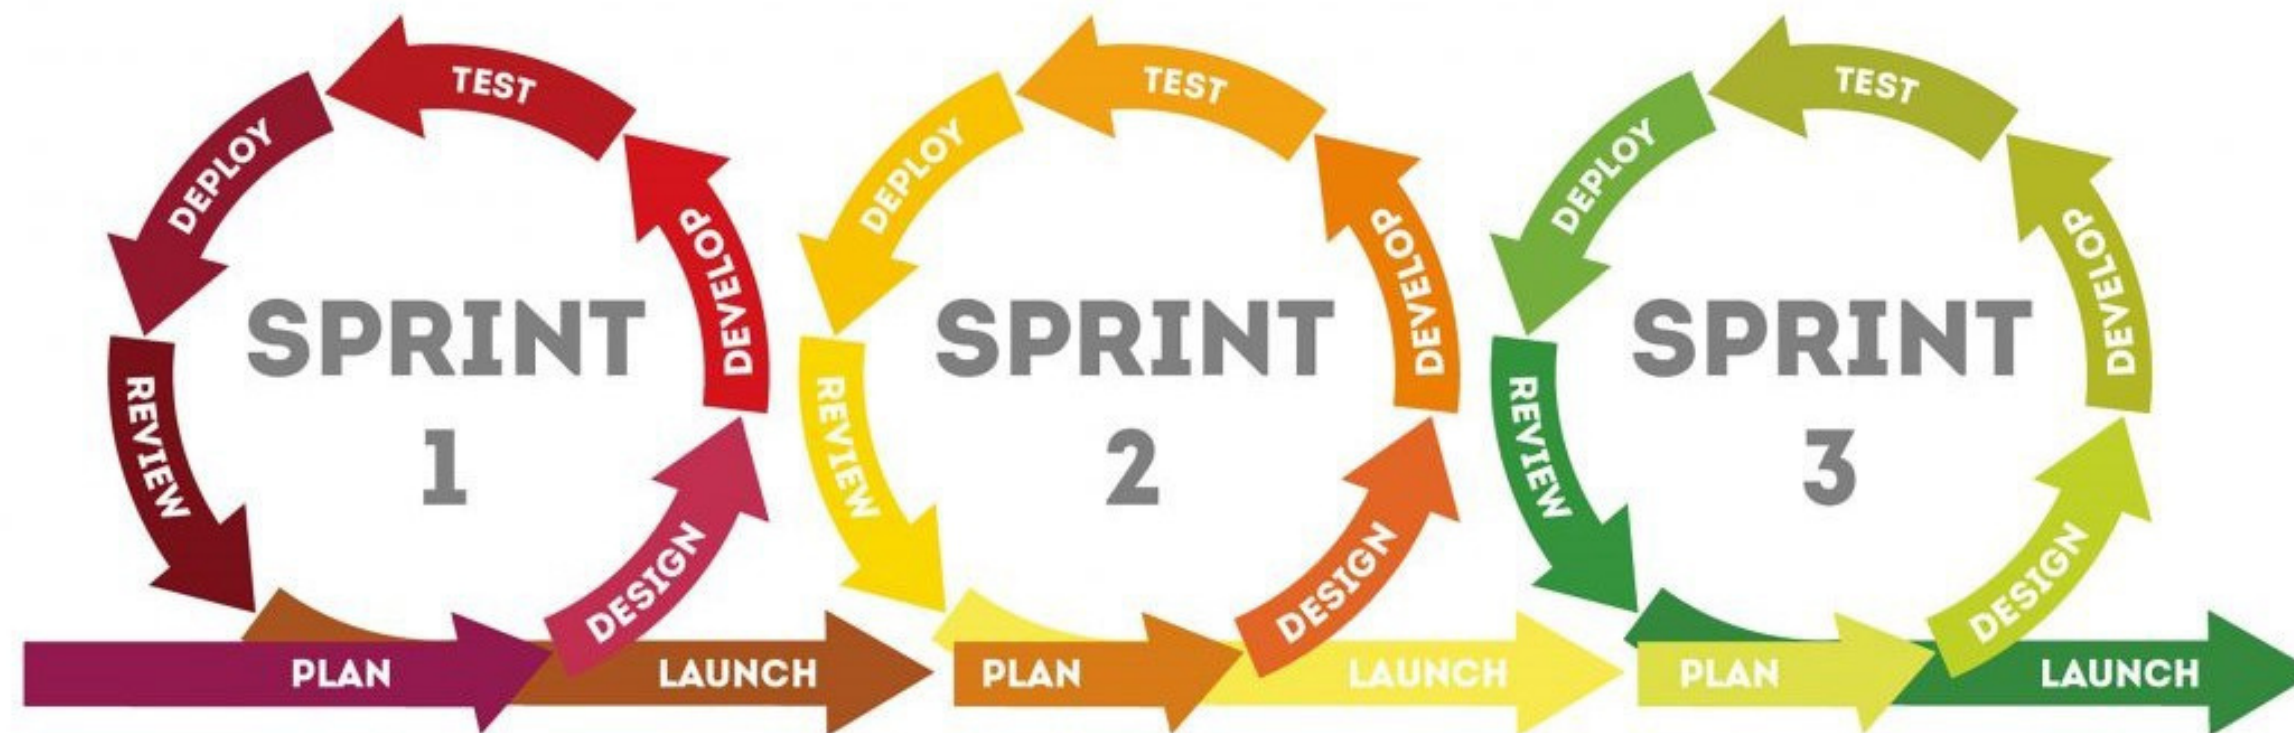 TEST
DEPLOY
DEVELOP
SPRINT
1
REVIEW
DESIGN
PLAN
LAUNCH
TEST
DEPLOY
DEVELOP
SPRINT
2
REVIEW
DESIGN
PLAN
LAUNCH
TEST
DEPLOY
DEVELOP
SPRINT
3
REVIEW
DESIGN
PLAN
LAUNCH